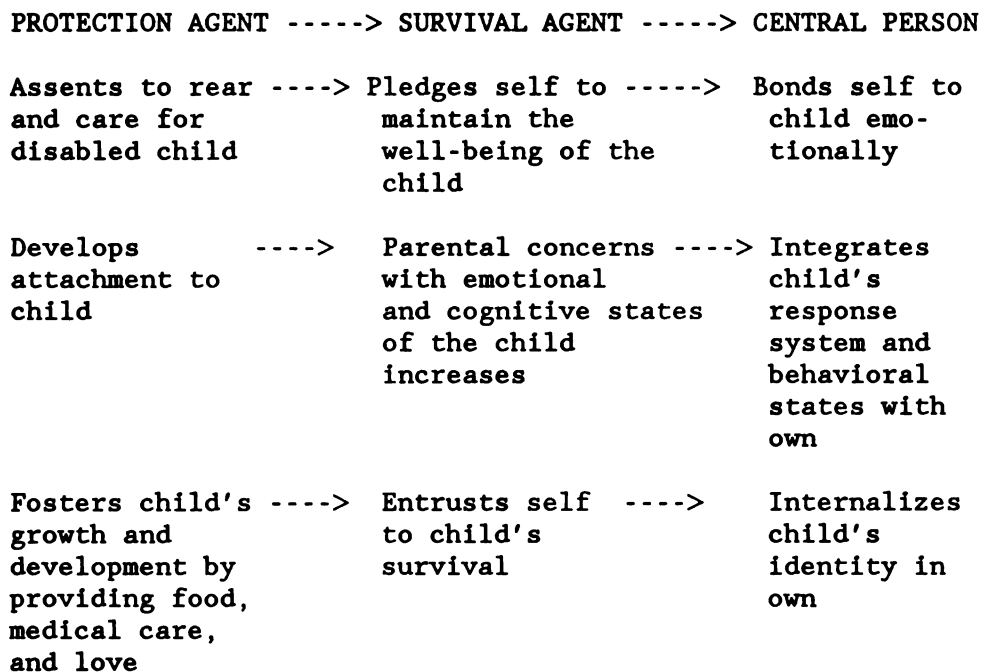 PROTECTION AGENT -----> SURVIVAL AGENT -----> CENTRAL PERSON
Assents to rear ----> Pledges self to -----> Bonds self to
and care for maintain the child emo-
disabled child well-being of the tionally
child
Develops ----> Parental concerns ----> Integrates
attachment to with emotional child's
child and cognitive states response
of the child system and
increases behavioral
states with
own
Fosters child's ----> Entrusts self ----> Internalizes
growth and to child's child's
development by survival identity in
providing food, own
medical care,
and love